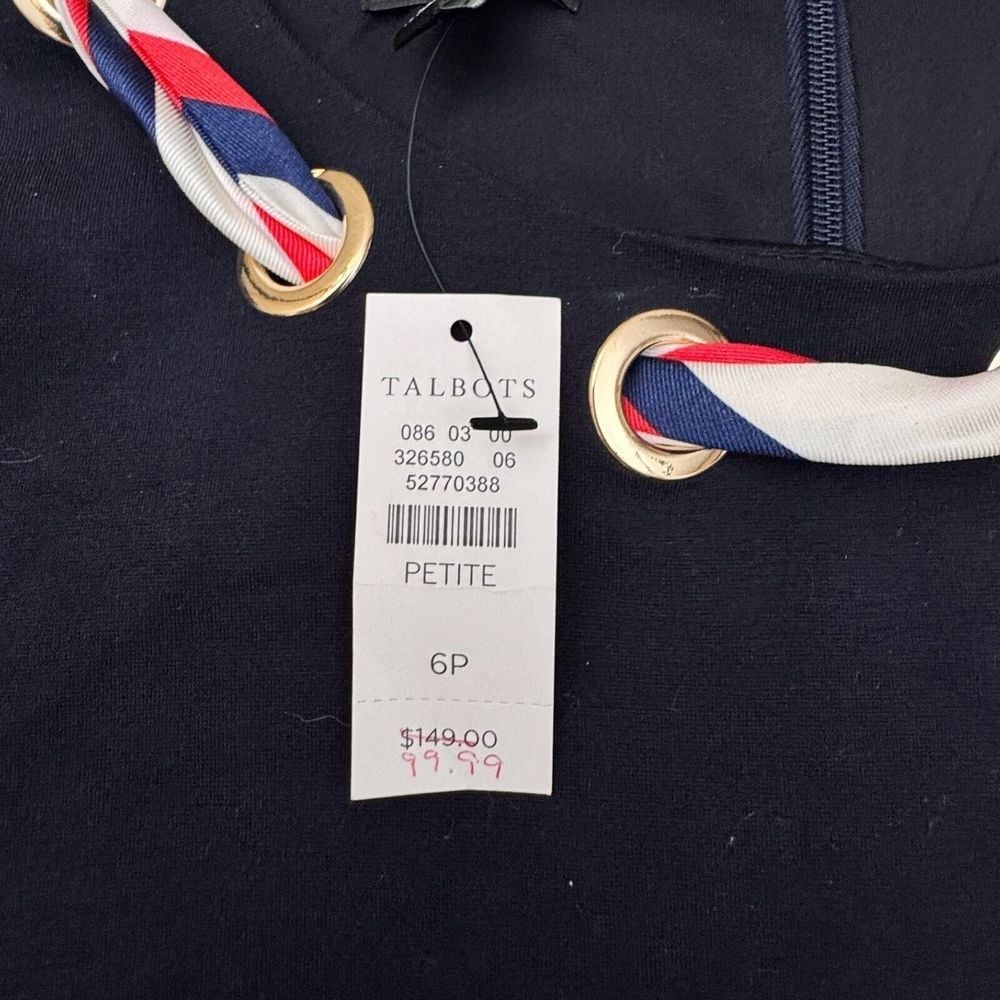 TALBOTS
086 03 00
326580 06
52770388
PETITE
6P
$149.00
99.99